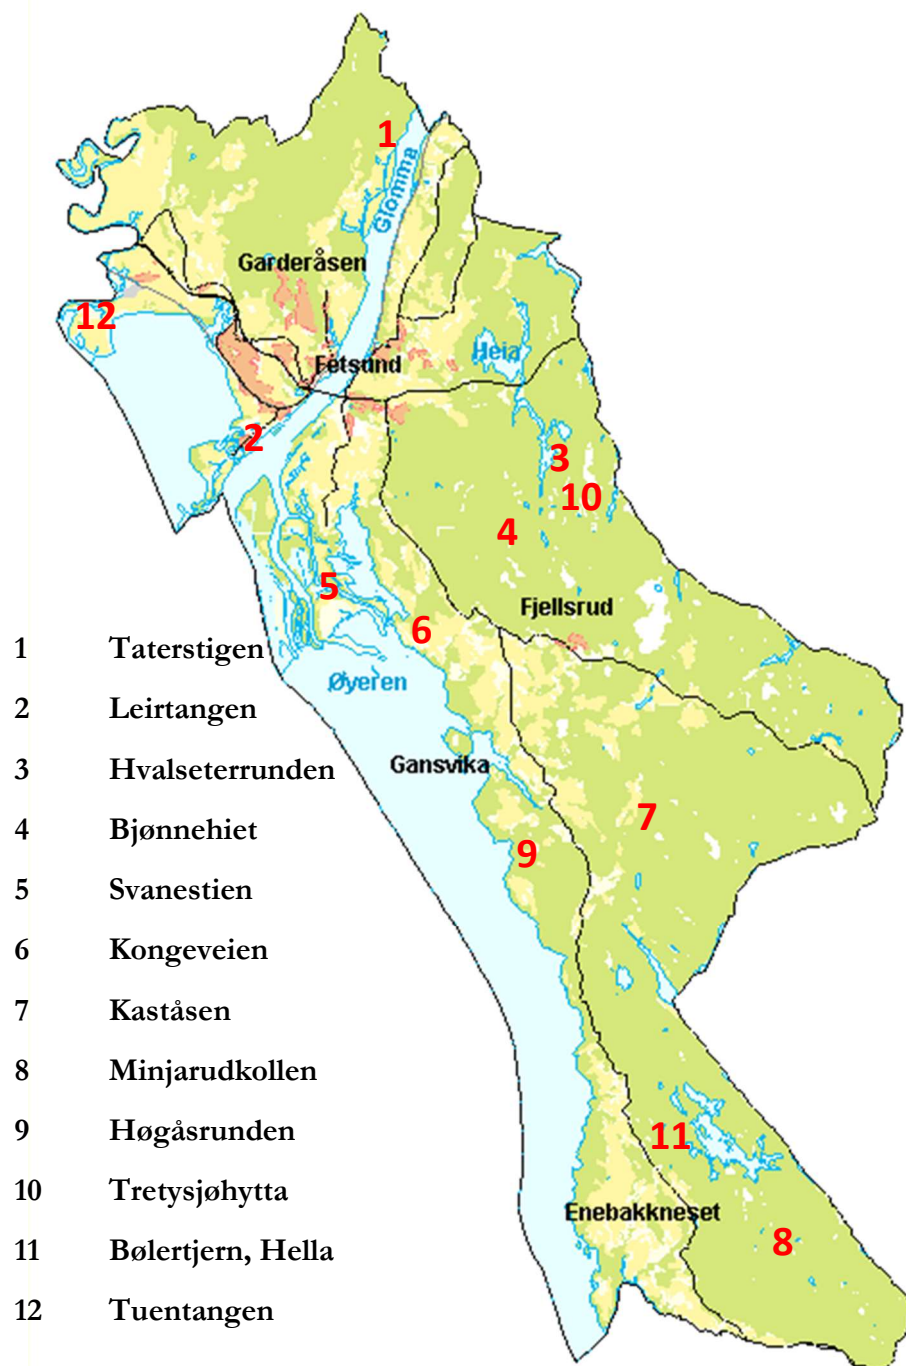 1
Glomma
Garderåsen
12
Heia
Fetsund
2
3
10
4
5
Fjellsrud
6
1 Taterstigen
Øyeren
2 Leirtangen
Gansvika
3 Hvalseterrunden
7
4 Bjønnehiet
9
5 Svanestien
6 Kongeveien
7 Kaståsen
8 Minjarudkollen
9 Høgåsrunden
11
10 Tretysjøhytta
Enebakkneset
8
11 Bølertjern, Hella
12 Tuentangen